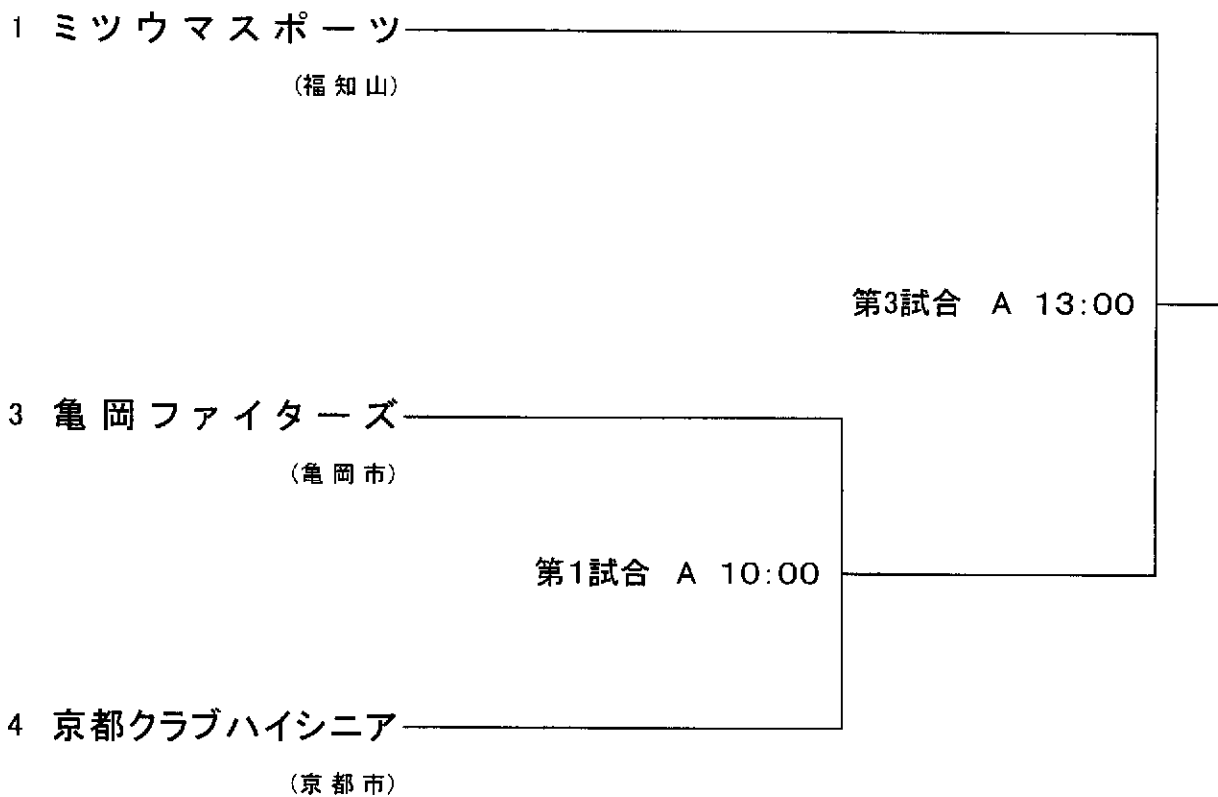 1 ミツウマスポーツ
(福知山)
第3試合 A 13:00
3 亀岡ファイターズ
(亀岡市)
第1試合 A 10:00
4 京都クラブハイシニア
(京都市)